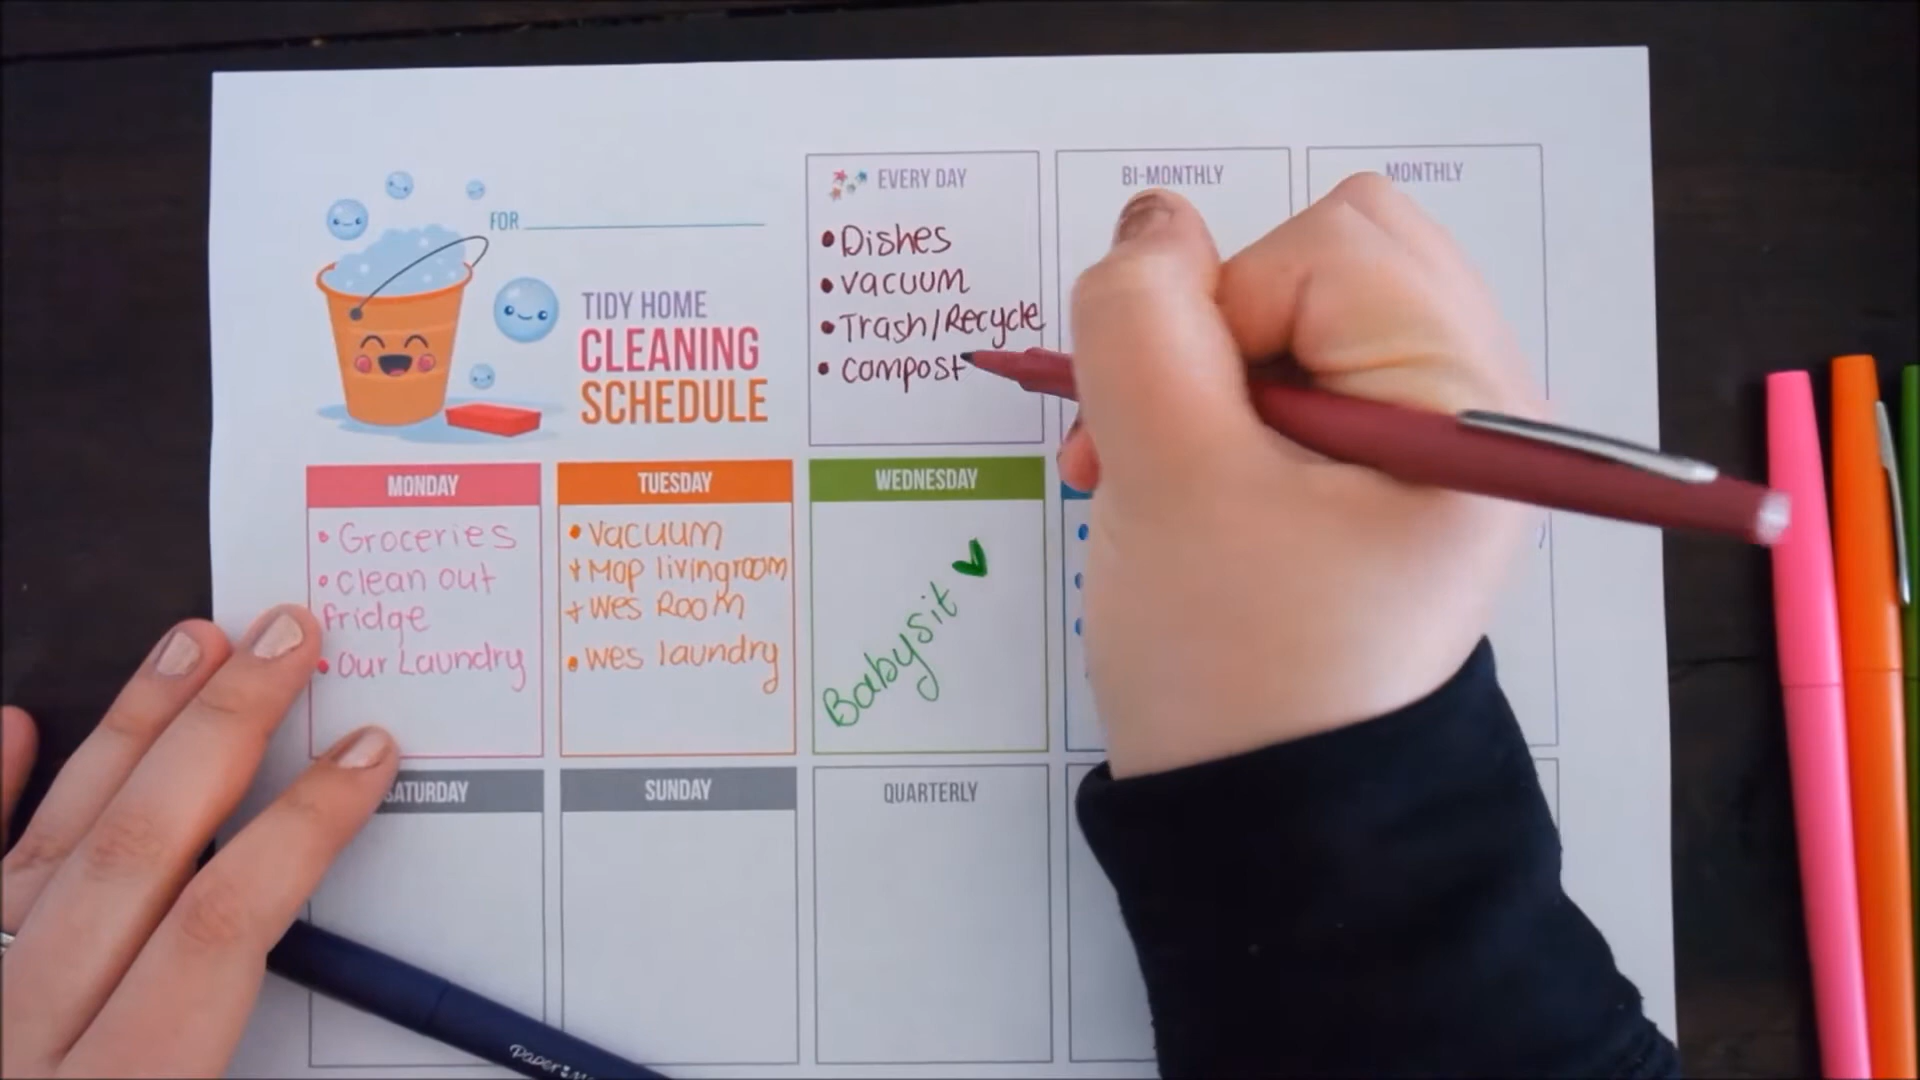 FOR
TIDY HOME
CLEANING
SCHEDULE
EVERY DAY
• Dishes
• vacuum
• Trash/Recycle
• compost
BI-MONTHLY
MONTHLY
MONDAY
• Groceries
• clean out
fridge
• Our Laundry
TUESDAY
• Vacuum
+ Mop livingroom
+ Wes Room
• Wes laundry
WEDNESDAY
Babysit
SATURDAY
SUNDAY
QUARTERLY